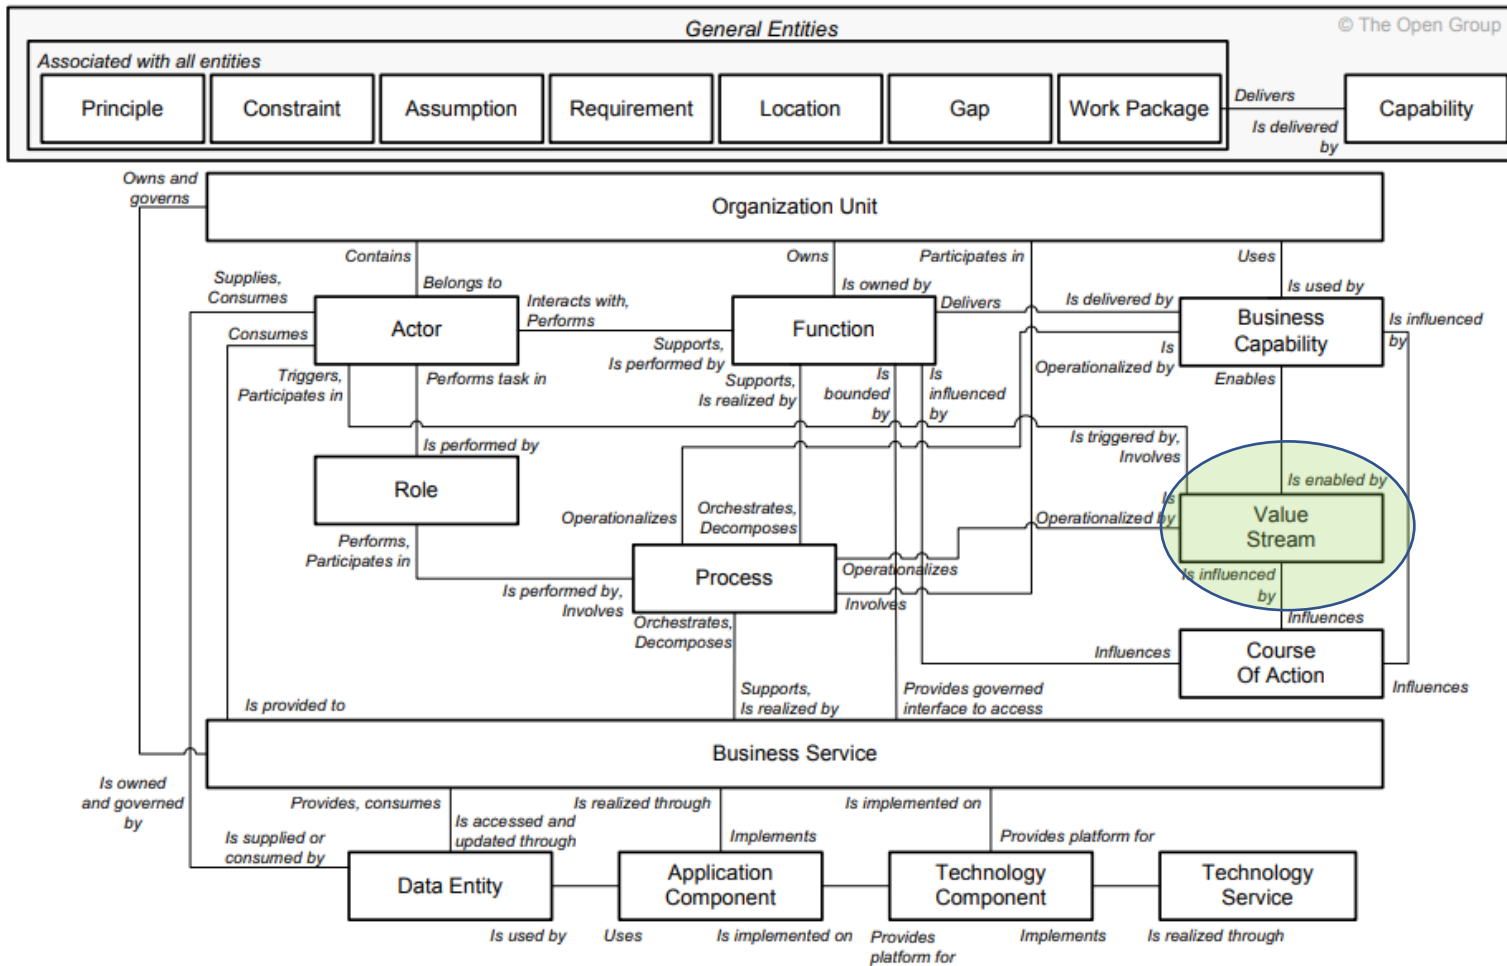 General Entities
© The Open Group
Associated with all entities
Principle
Constraint
Assumption
Requirement
Location
Gap
Work Package
Delivers
Is delivered
by
Capability
Owns and
governs
Organization Unit
Contains
Owns
Participates in
Uses
Supplies,
Consumes
Belongs to
Is owned by
Is used by
Interacts with,
Performs
Delivers
Is delivered by
Consumes
Actor
Function
Business
Capability
Is influenced
by
Supports,
Is performed by
Is
Operationalized by
Triggers,
Participates in
Performs task in
Supports,
Is realized by
Is
bounded
by
Is
influenced
by
Enables
Is performed by
Is triggered by,
Involves
Role
Is enabled by
Operationalizes
Orchestrates,
Decomposes
Is
Operationalized by
Value
Stream
Performs,
Participates in
Process
Operationalizes
Is influenced
by
Is performed by,
Involves
Involves
Orchestrates,
Decomposes
Influences
Influences
Course
Of Action
Influences
Is provided to
Supports,
Is realized by
Provides governed
interface to access
Business Service
Is owned
and governed
by
Provides, consumes
Is realized through
Is implemented on
Is accessed and
updated through
Implements
Provides platform for
Is supplied or
consumed by
Data Entity
Application
Component
Technology
Component
Technology
Service
Is used by
Uses
Is implemented on
Provides
platform for
Implements
Is realized through